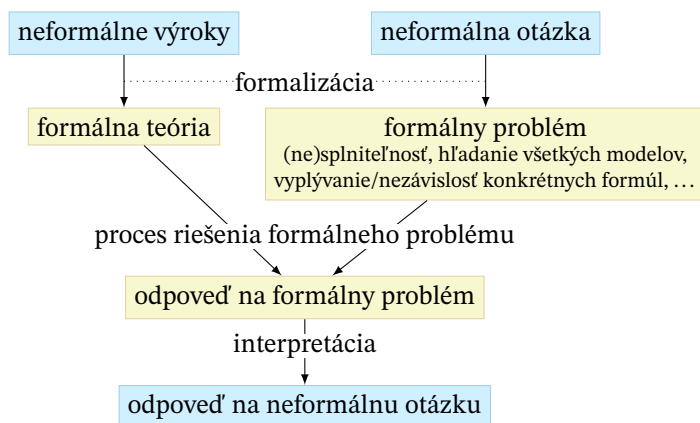 neformálne výroky
neformálna otázka
formalizácia
formálna teória
formálny problém
(ne)splniteľnosť, hľadanie všetkých modelov,
vyplývanie/nezávislosť konkrétnych formúl, …
proces riešenia formálneho problému
odpoveď na formálny problém
interpretácia
odpoveď na neformálnu otázku